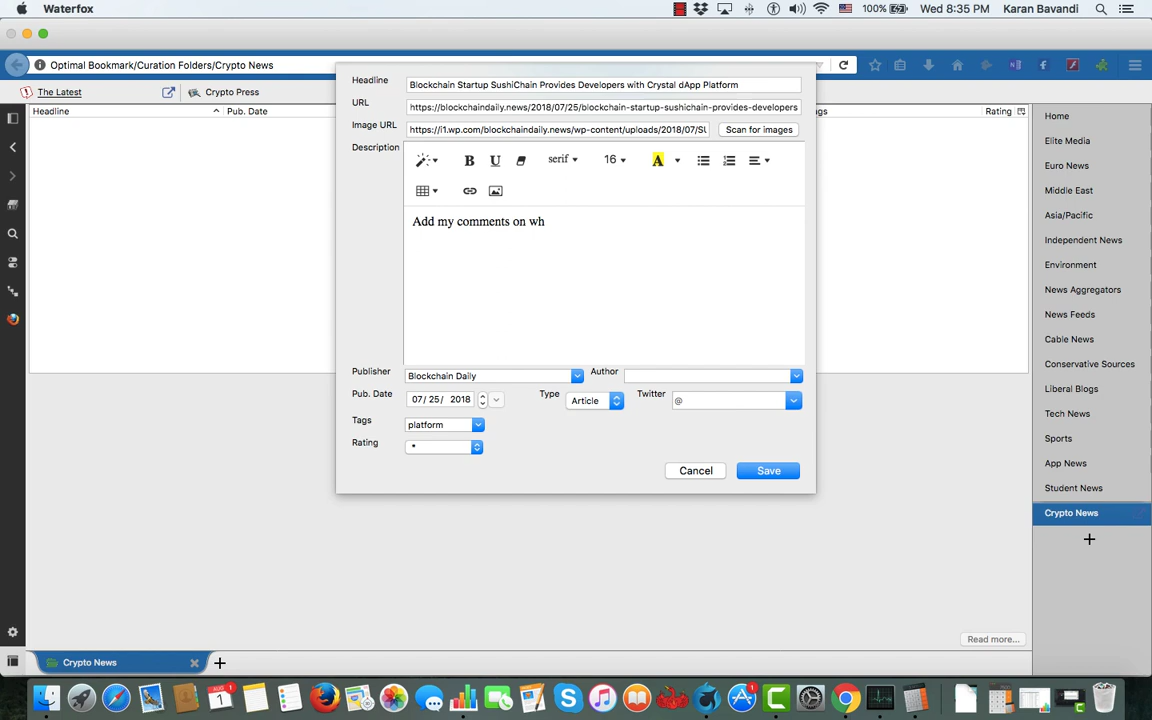 Waterfox
100%
Wed 8:35 PM
Karan Bavandi
Optimal Bookmark/Curation Folders/Crypto News
The Latest
Crypto Press
Headline
Pub. Date
Rating
Headline
Blockchain Startup SushiChain Provides Developers with Crystal dApp Platform
URL
https://blockchaindaily.news/2018/07/25/blockchain-startup-sushichain-provides-developers
Image URL
https://i1.wp.com/blockchaindaily.news/wp-content/uploads/2018/07/SU
Scan for images
Description
B U serif 16 A
Add my comments on wh
Publisher
Blockchain Daily
Author
Pub. Date
07/ 25/ 2018
Type
Article
Twitter
@
Tags
platform
Rating
*
Cancel
Save
Home
Elite Media
Euro News
Middle East
Asia/Pacific
Independent News
Environment
News Aggregators
News Feeds
Cable News
Conservative Sources
Liberal Blogs
Tech News
Sports
App News
Student News
Crypto News
Read more...
Crypto News
AUG
1
1